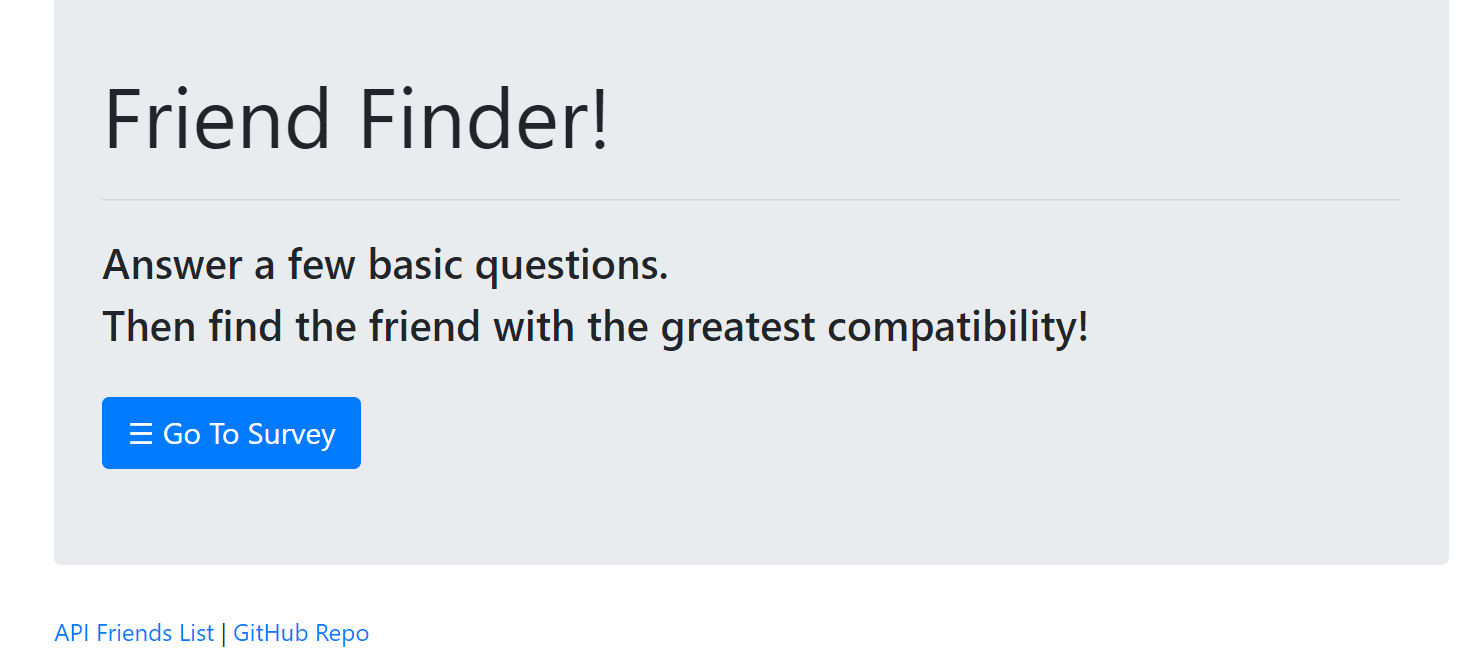 Friend Finder!
Answer a few basic questions.
Then find the friend with the greatest compatibility!
☰ Go To Survey
API Friends List | GitHub Repo